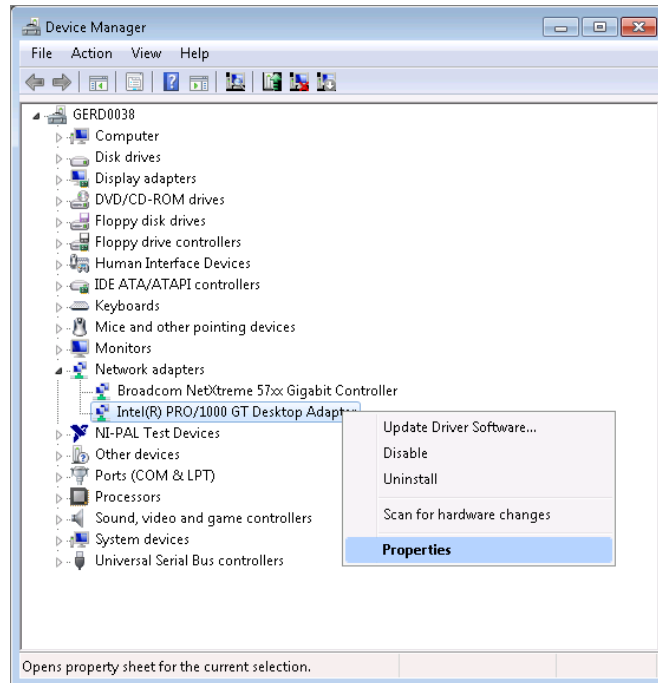 Device Manager
File Action View Help
GERD0038
Computer
Disk drives
Display adapters
DVD/CD-ROM drives
Floppy disk drives
Floppy drive controllers
Human Interface Devices
IDE ATA/ATAPI controllers
Keyboards
Mice and other pointing devices
Monitors
Network adapters
Broadcom NetXtreme 57xx Gigabit Controller
Intel(R) PRO/1000 GT Desktop Adapter
NI-PAL Test Devices
Other devices
Ports (COM & LPT)
Processors
Sound, video and game controllers
System devices
Universal Serial Bus controllers
Update Driver Software...
Disable
Uninstall
Scan for hardware changes
Properties
Opens property sheet for the current selection.